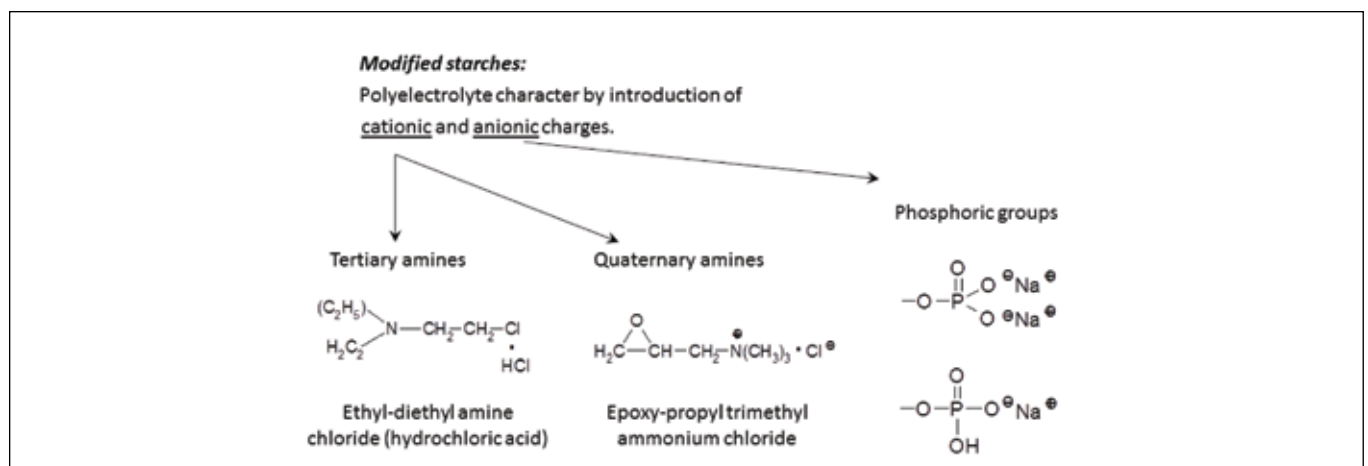 Modified starches:
Polyelectrolyte character by introduction of
cationic and anionic charges.
Phosphoric groups
Tertiary amines
Quaternary amines
(C₂H₅)
H₂C₂
N—CH₂—CH₂—Cl
•
HCl
O
H₂C—CH—CH₂—N⊕(CH₃)₃ • Cl⊖
O
—O—P
O ⊖Na⊕
O ⊖Na⊕
O
—O—P—O⊖Na⊕
OH
Ethyl-diethyl amine
chloride (hydrochloric acid)
Epoxy-propyl trimethyl
ammonium chloride